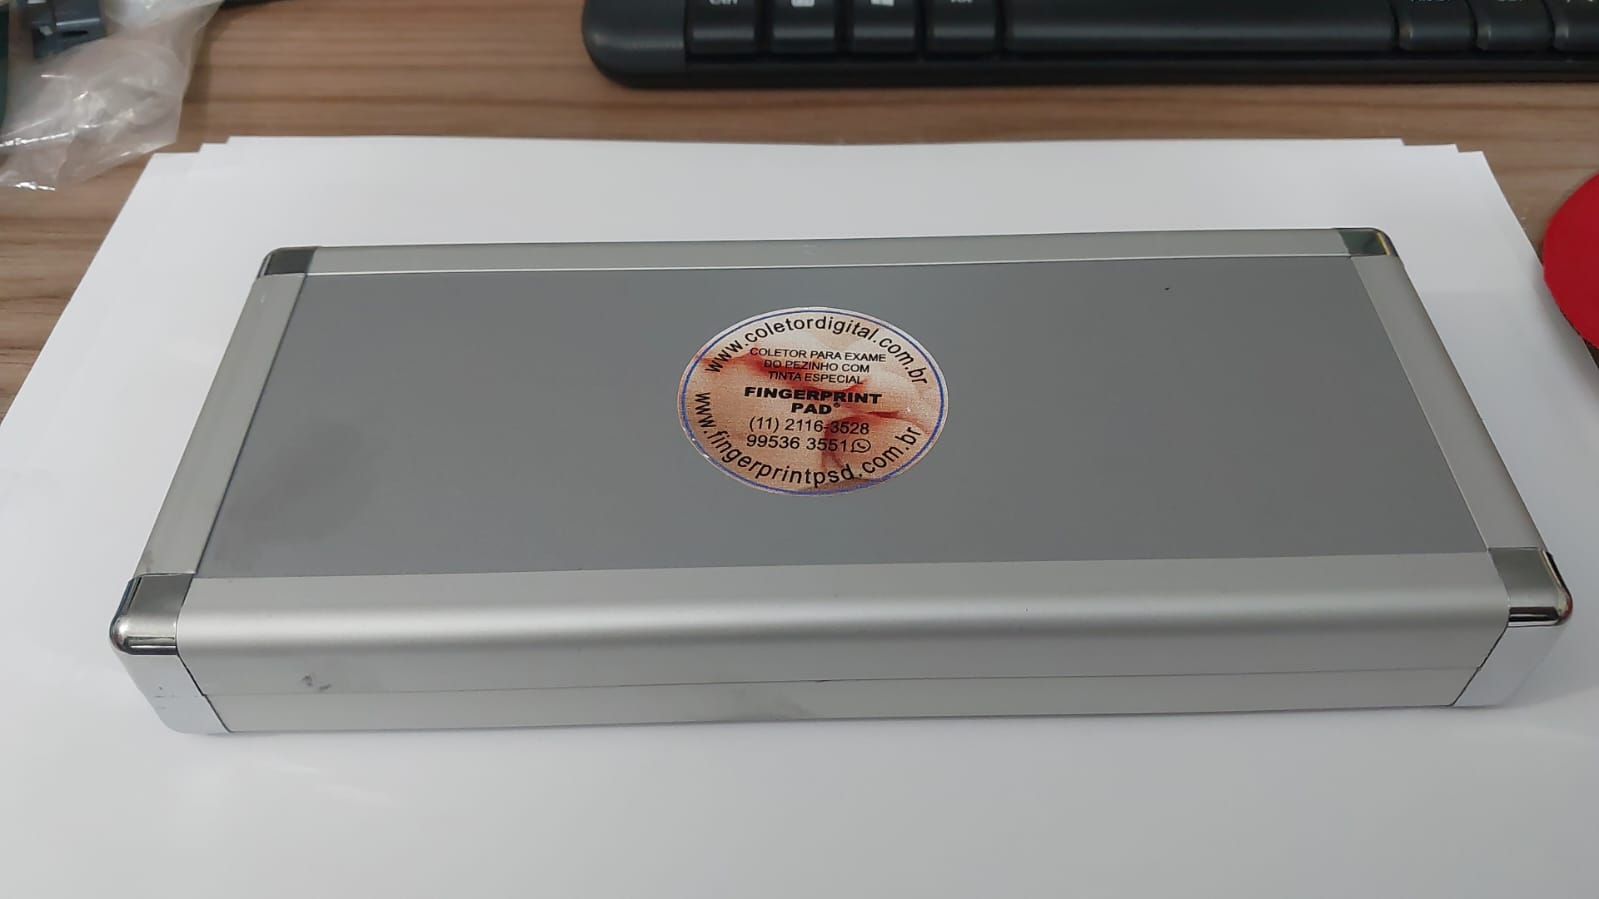 www.coletordigital.com.br
COLETOR PARA EXAME
DO PEZINHO COM
TINTA ESPECIAL
FINGERPRINT
PAD®
(11) 2116-3528
99536 3551
www.fingerprintpsd.com.br